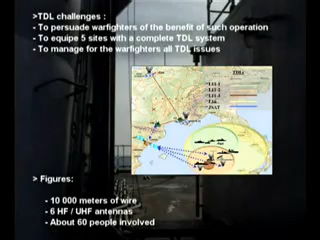 >TDL challenges :
- To persuade warfighters of the benefit of such operation
- To equipe 5 sites with a complete TDL system
- To manage for the warfighters all TDL issues
TDLs
> Figures:
- 10 000 meters of wire
- 6 HF / UHF antennas
- About 60 people involved